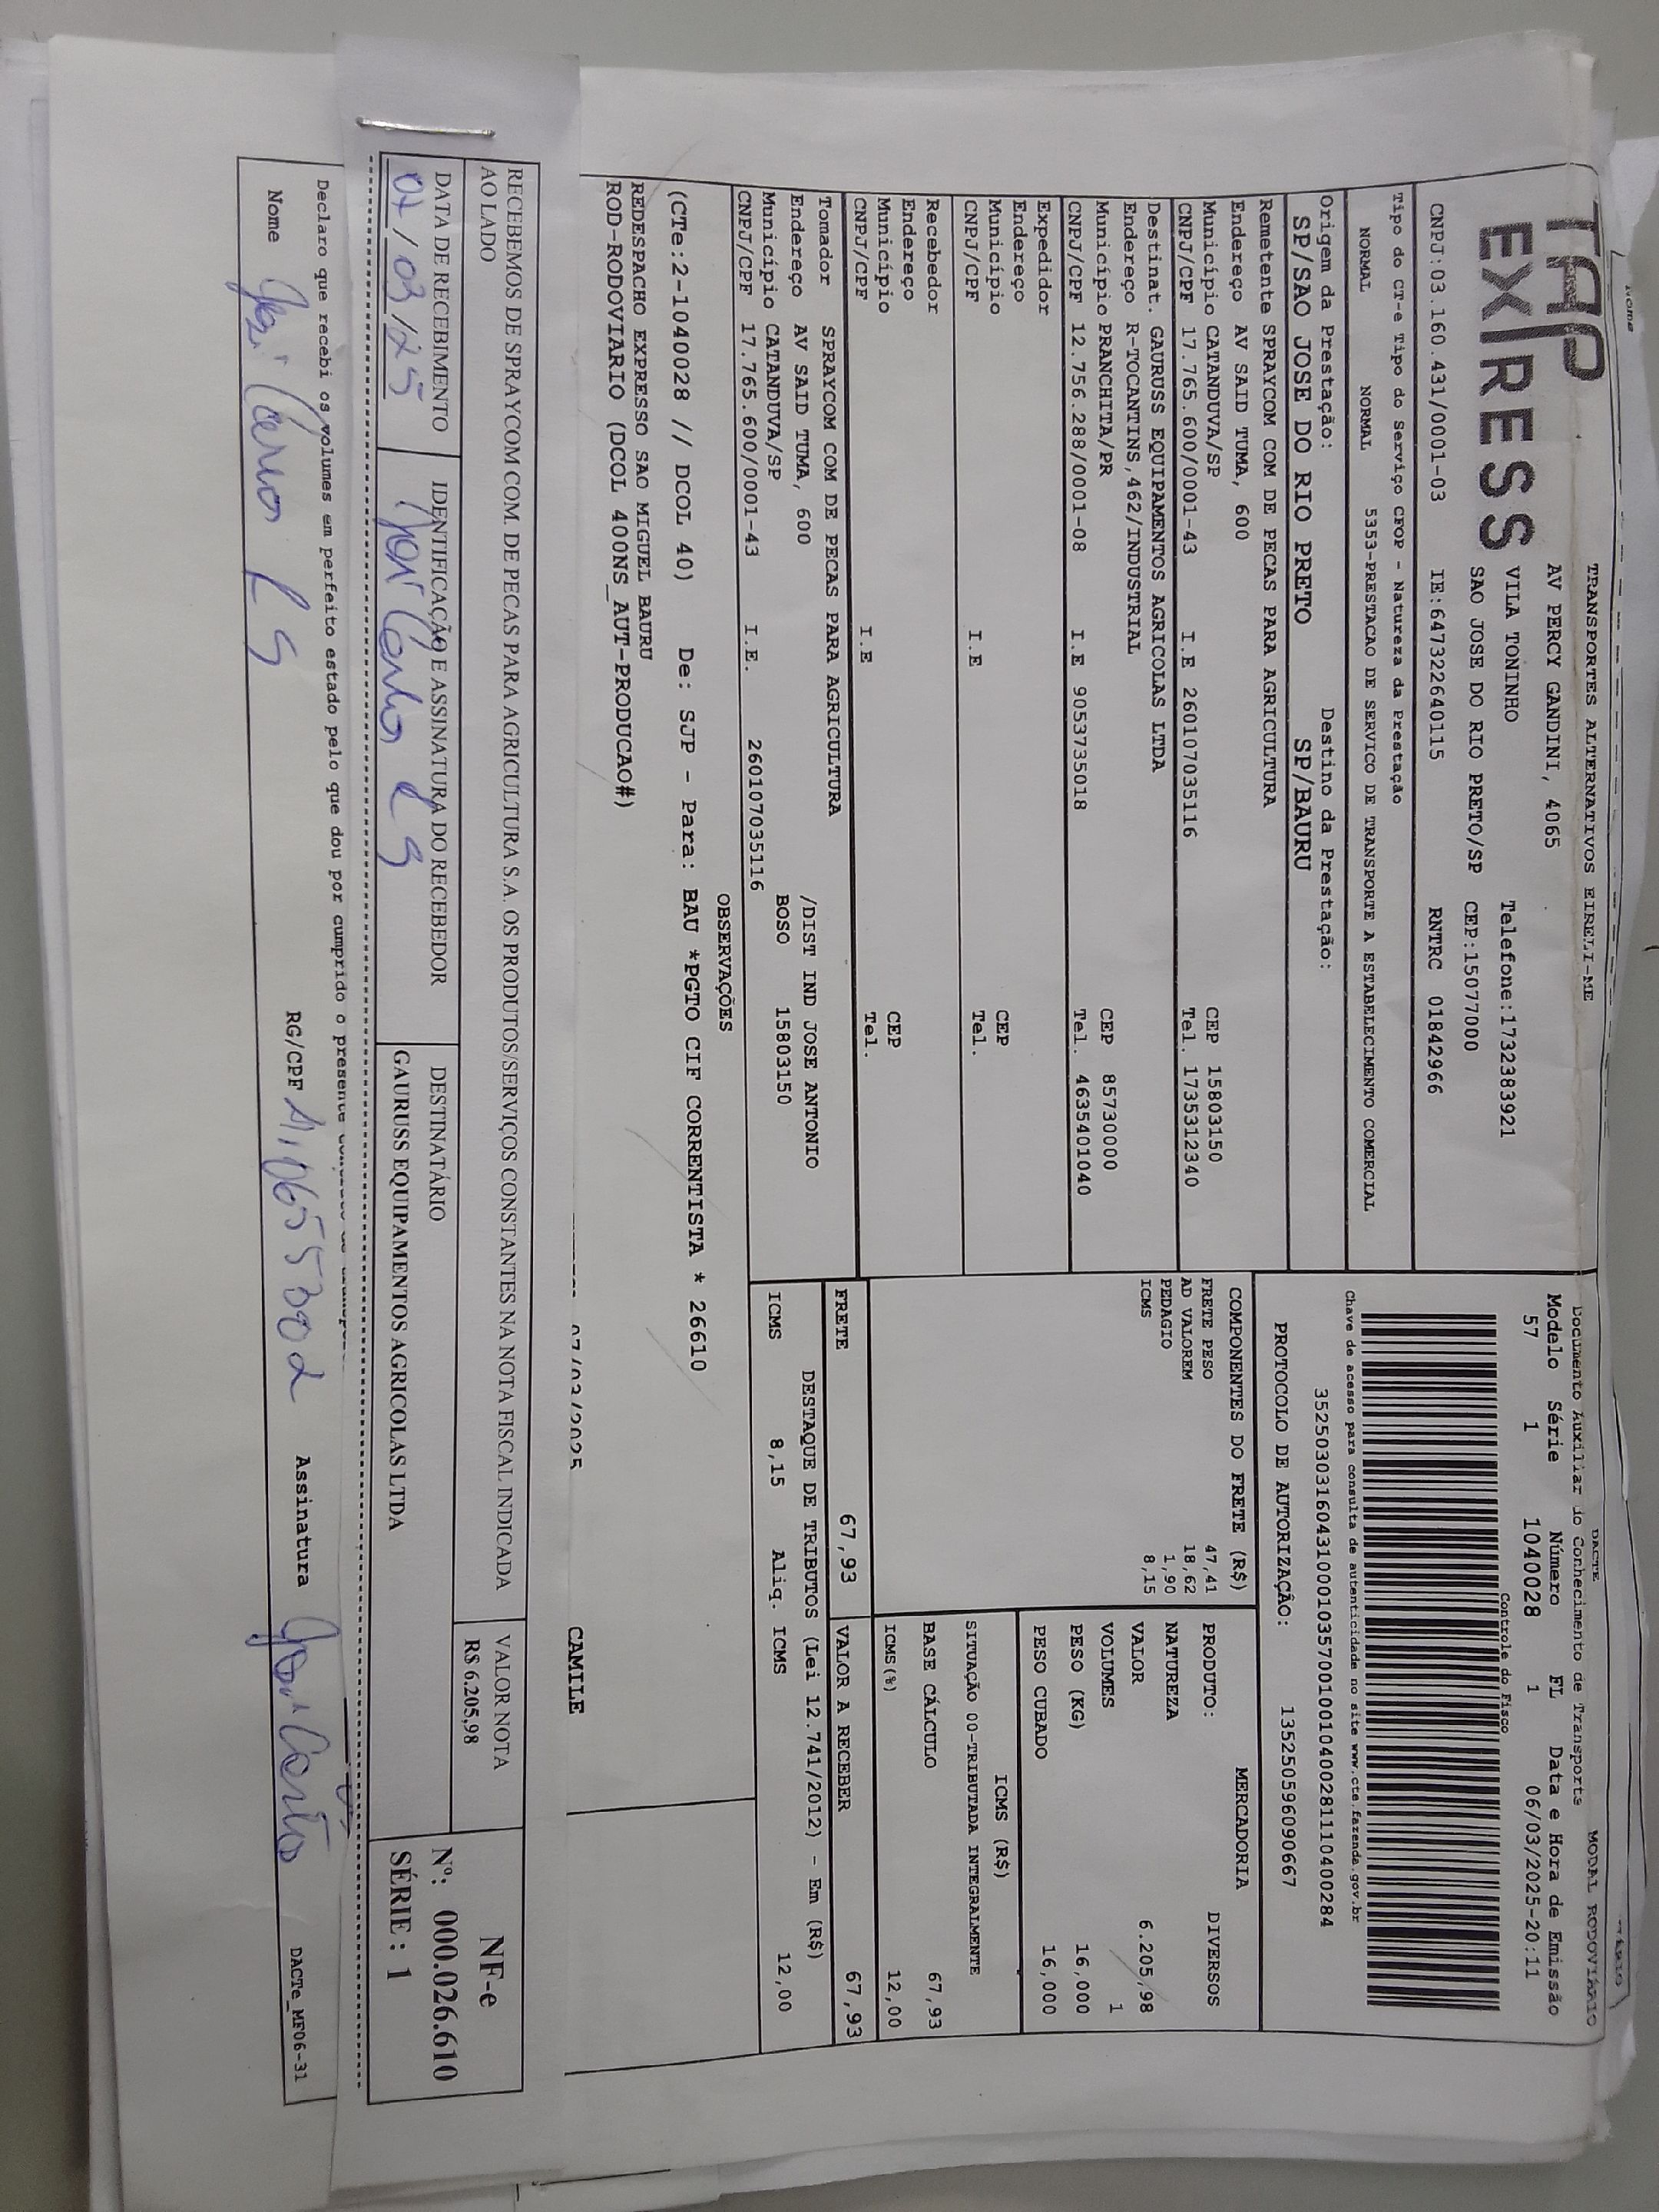 TRANSPORTES ALTERNATIVOS EIRELI-ME
TAP EXPRESS
AV PERCY GANDINI, 4065
VILA TONINHO
Telefone:1732383921
SAO JOSE DO RIO PRETO/SP CEP:15077000
CNPJ:03.160.431/0001-03 IE:647322640115 RNTRC 01842966
DACTE MODAL RODOVIÁRIO
Documento Auxiliar do Conhecimento de Transporte
Modelo Série Número FL Data e Hora de Emissão
57 1 1040028 1 06/03/2025-20:11
Controle do Fisco
Chave de acesso para consulta de autenticidade no site www.cte.fazenda.gov.br
35250303160431000103570010010400281110400284
PROTOCOLO DE AUTORIZAÇÃO: 135250596090667
Tipo do CT-e Tipo do Serviço CFOP - Natureza da Prestação
NORMAL NORMAL 5353-PRESTACAO DE SERVICO DE TRANSPORTE A ESTABELECIMENTO COMERCIAL
Origem da Prestação: Destino da Prestação:
SP/SAO JOSE DO RIO PRETO SP/BAURU
Remetente SPRAYCOM COM DE PECAS PARA AGRICULTURA
Endereço AV SAID TUMA, 600
Município CATANDUVA/SP CEP 15803150
CNPJ/CPF 17.765.600/0001-43 I.E 260107035116 Tel. 1735312340
Destinat. GAURUSS EQUIPAMENTOS AGRICOLAS LTDA
Endereço R-TOCANTINS,462/INDUSTRIAL
Município PRANCHITA/PR CEP 85730000
CNPJ/CPF 12.756.288/0001-08 I.E 9053735018 Tel. 4635401040
Expedidor
Endereço
Município CEP
CNPJ/CPF I.E Tel.
Recebedor
Endereço
Município CEP
CNPJ/CPF I.E Tel.
Tomador SPRAYCOM COM DE PECAS PARA AGRICULTURA
Endereço AV SAID TUMA, 600 /DIST IND JOSE ANTONIO
Município CATANDUVA/SP BOSO 15803150
CNPJ/CPF 17.765.600/0001-43 I.E. 260107035116
COMPONENTES DO FRETE (R$)
FRETE PESO 47,41
AD VALOREM 18,62
PEDAGIO 1,90
ICMS 8,15
MERCADORIA
PRODUTO: DIVERSOS
NATUREZA
VALOR 6.205,98
VOLUMES 1
PESO (KG) 16,000
PESO CUBADO 16,000
ICMS (R$)
SITUAÇÃO 00-TRIBUTADA INTEGRALMENTE
BASE CÁLCULO 67,93
ICMS(%) 12,00
FRETE 67,93 VALOR A RECEBER 67,93
DESTAQUE DE TRIBUTOS (Lei 12.741/2012) - Em (R$)
ICMS 8,15 Aliq. ICMS 12,00
OBSERVAÇÕES
(CTe:2-1040028 // DCOL 40) De: SJP - Para: BAU *PGTO CIF CORRENTISTA * 26610
REDESPACHO EXPRESSO SAO MIGUEL BAURU
ROD-RODOVIARIO (DCOL 400NS_AUT-PRODUCAO#)
07/03/2025 CAMILE
RECEBEMOS DE SPRAYCOM COM. DE PECAS PARA AGRICULTURA S.A. OS PRODUTOS/SERVIÇOS CONSTANTES NA NOTA FISCAL INDICADA
AO LADO
VALOR NOTA
R$ 6.205,98
DATA DE RECEBIMENTO IDENTIFICAÇÃO E ASSINATURA DO RECEBEDOR DESTINATÁRIO
07/03/25 GAURUSS EQUIPAMENTOS AGRICOLAS LTDA
NF-e
Nº: 000.026.610
SÉRIE : 1
Declaro que recebi os volumes em perfeito estado pelo que dou por cumprido o presente
Nome RG/CPF Assinatura DACTe_MF06-31